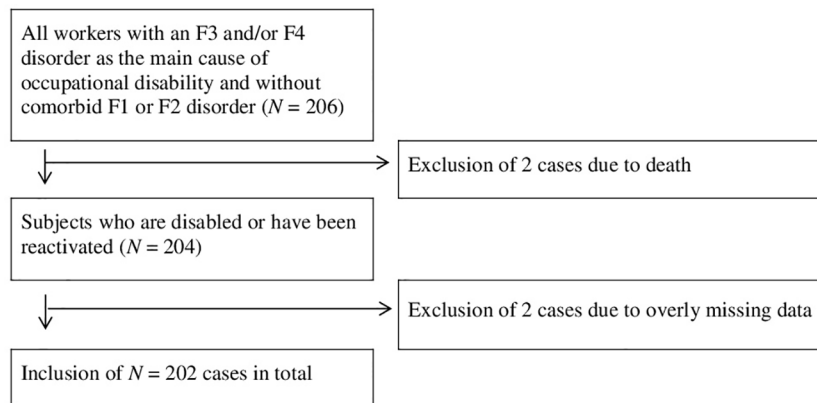 All workers with an F3 and/or F4
disorder as the main cause of
occupational disability and without
comorbid F1 or F2 disorder (N = 206)
Exclusion of 2 cases due to death
Subjects who are disabled or have been
reactivated (N = 204)
Exclusion of 2 cases due to overly missing data
Inclusion of N = 202 cases in total